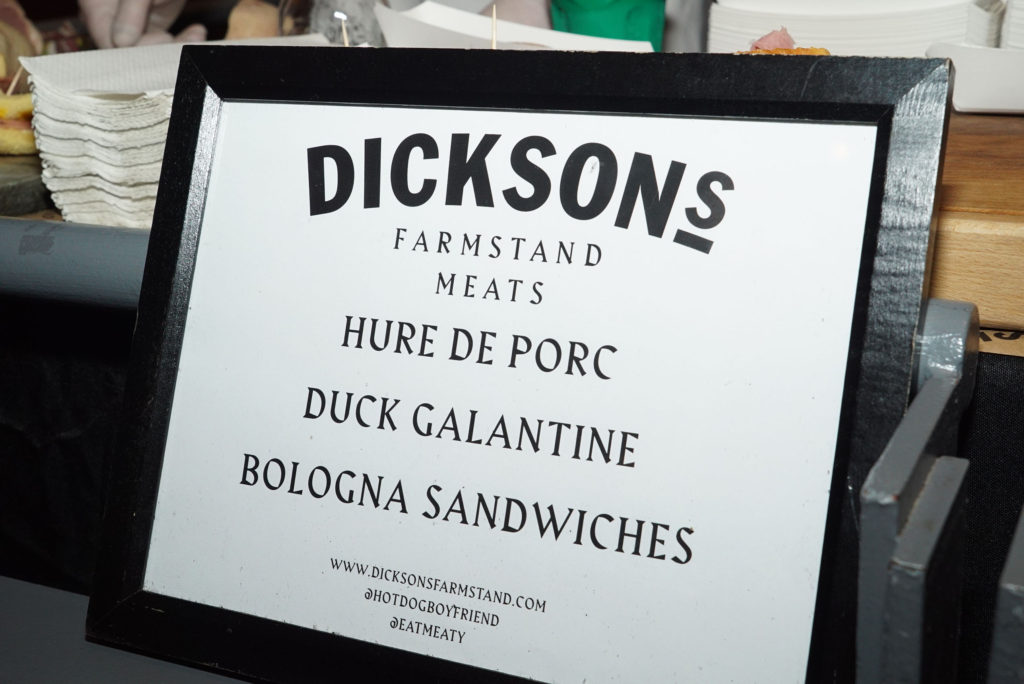 DICKSONS
FARMSTAND
MEATS
HURE DE PORC
DUCK GALANTINE
BOLOGNA SANDWICHES
WWW.DICKSONSFARMSTAND.COM
@HOTDOGBOYFRIEND
@EATMEATY